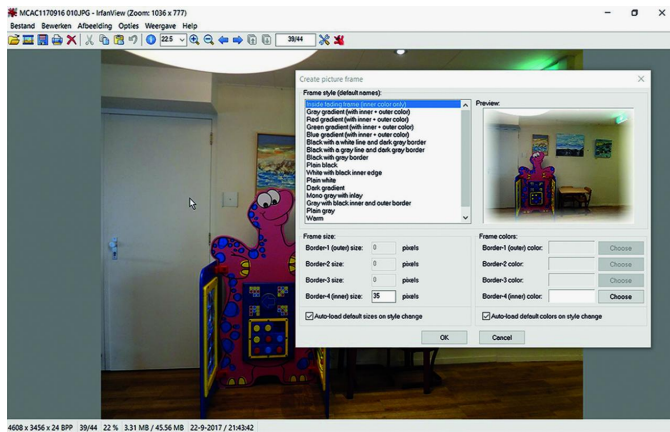 MCAC1170916 010.JPG - IrfanView (Zoom: 1036 x 777)
Bestand Bewerken Afbeelding Opties Weergave Help
22.5 39/44
Create picture frame
Frame style (default names):
Inside fading frame (inner color only)
Gray gradient (with inner + outer color)
Red gradient (with inner + outer color)
Green gradient (with inner + outer color)
Blue gradient (with inner + outer color)
Black with a white line and dark gray border
Black with a gray line and dark gray border
Black with gray border
Plain black
White with black inner edge
Plain white
Dark gradient
Mono gray with inlay
Gray with black inner and outer border
Plain gray
Warm
Preview:
Frame size:
Border-1 (outer) size: 0 pixels
Border-2 size: 0 pixels
Border-3 size: 0 pixels
Border-4 (inner) size: 35 pixels
Auto-load default sizes on style change
Frame colors:
Border-1 (outer) color: Choose
Border-2 color: Choose
Border-3 color: Choose
Border-4 (inner) color: Choose
Auto-load default colors on style change
OK Cancel
4608 x 3456 x 24 BPP 39/44 22 % 3.31 MB / 45.56 MB 22-9-2017 / 21:43:42